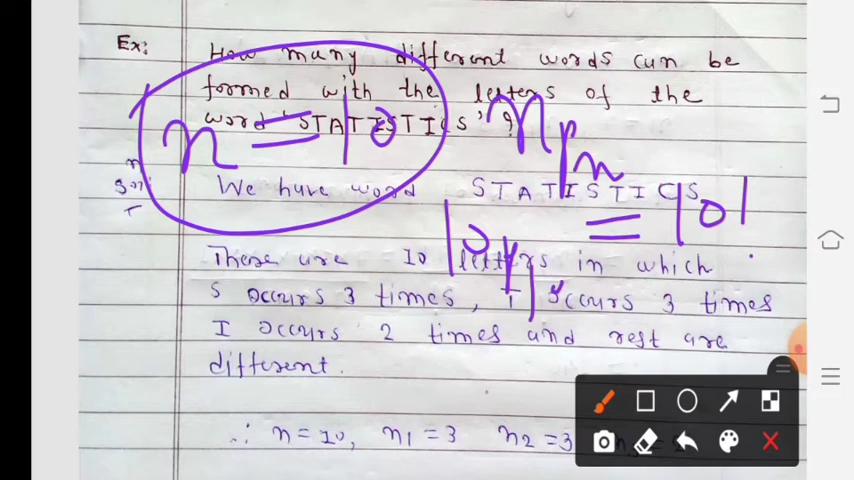 Ex: How many different words can be
formed with the letters of the
word 'STATISTICS' ?
n = 10
nPn
Soln We have word STATISTICS
= 10!
10P10
These are 10 letters in which
S occurs 3 times, T occurs 3 times
I occurs 2 times and rest are
different.
∴ n = 10, n1 = 3 n2 = 3